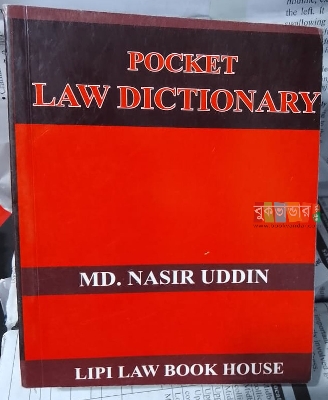 POCKET
LAW DICTIONARY
MD. NASIR UDDIN
LIPI LAW BOOK HOUSE